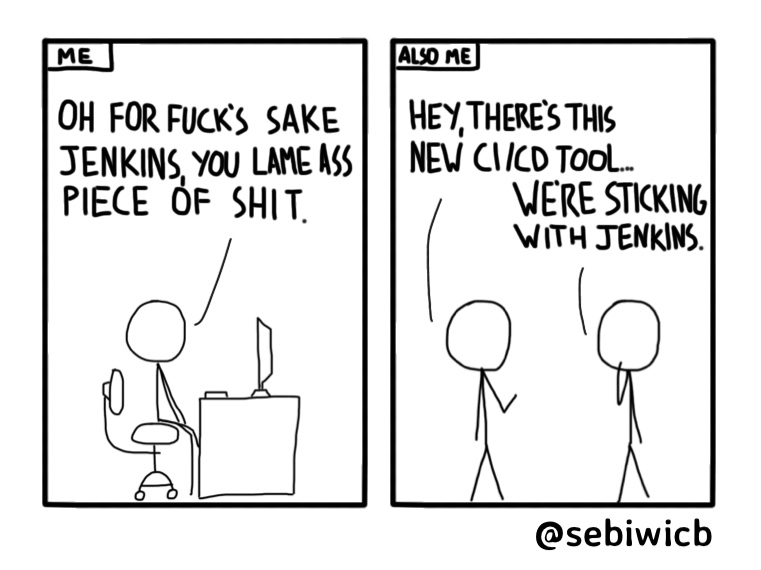 ME
OH FOR FUCK'S SAKE
JENKINS, YOU LAME ASS
PIECE OF SHIT.
ALSO ME
HEY, THERE'S THIS
NEW CI/CD TOOL...
WE'RE STICKING
WITH JENKINS.
@sebiwicb